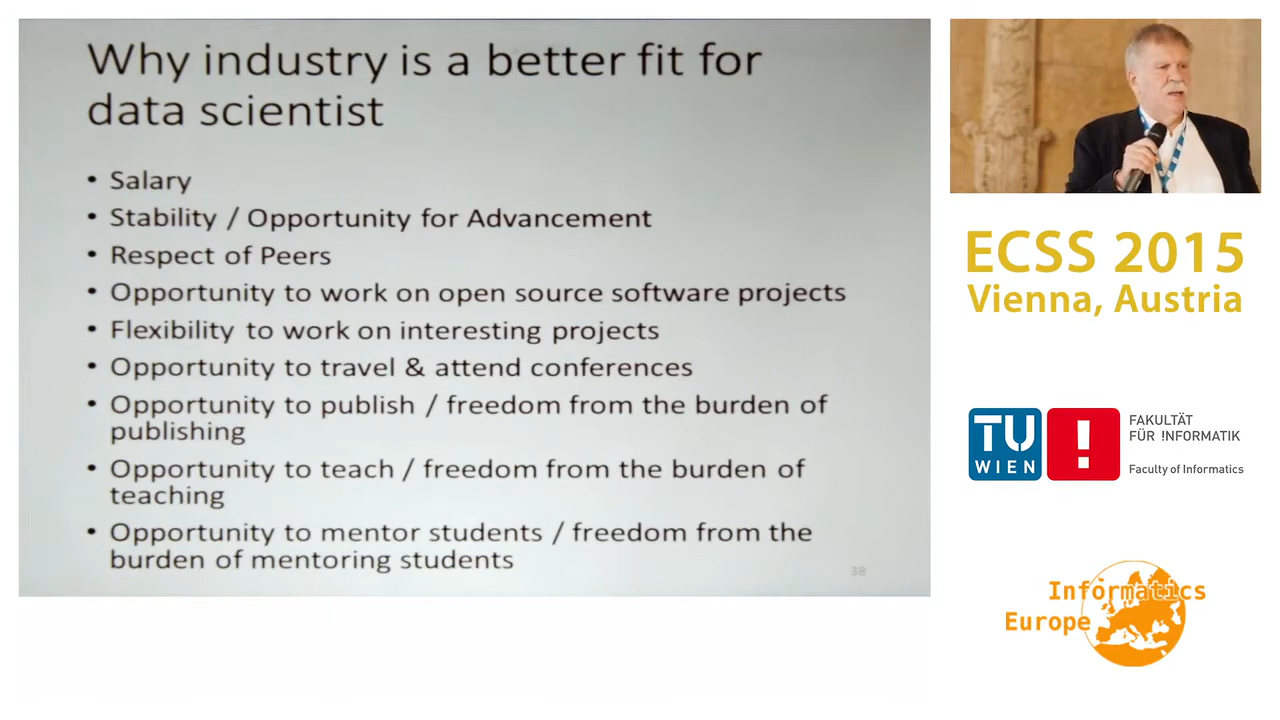 Why industry is a better fit for
data scientist
• Salary
• Stability / Opportunity for Advancement
• Respect of Peers
• Opportunity to work on open source software projects
• Flexibility to work on interesting projects
• Opportunity to travel & attend conferences
• Opportunity to publish / freedom from the burden of
publishing
• Opportunity to teach / freedom from the burden of
teaching
• Opportunity to mentor students / freedom from the
burden of mentoring students
38
ECSS 2015
Vienna, Austria
TU
WIEN
!
FAKULTÄT
FÜR !NFORMATIK
Faculty of Informatics
Informatics
Europe